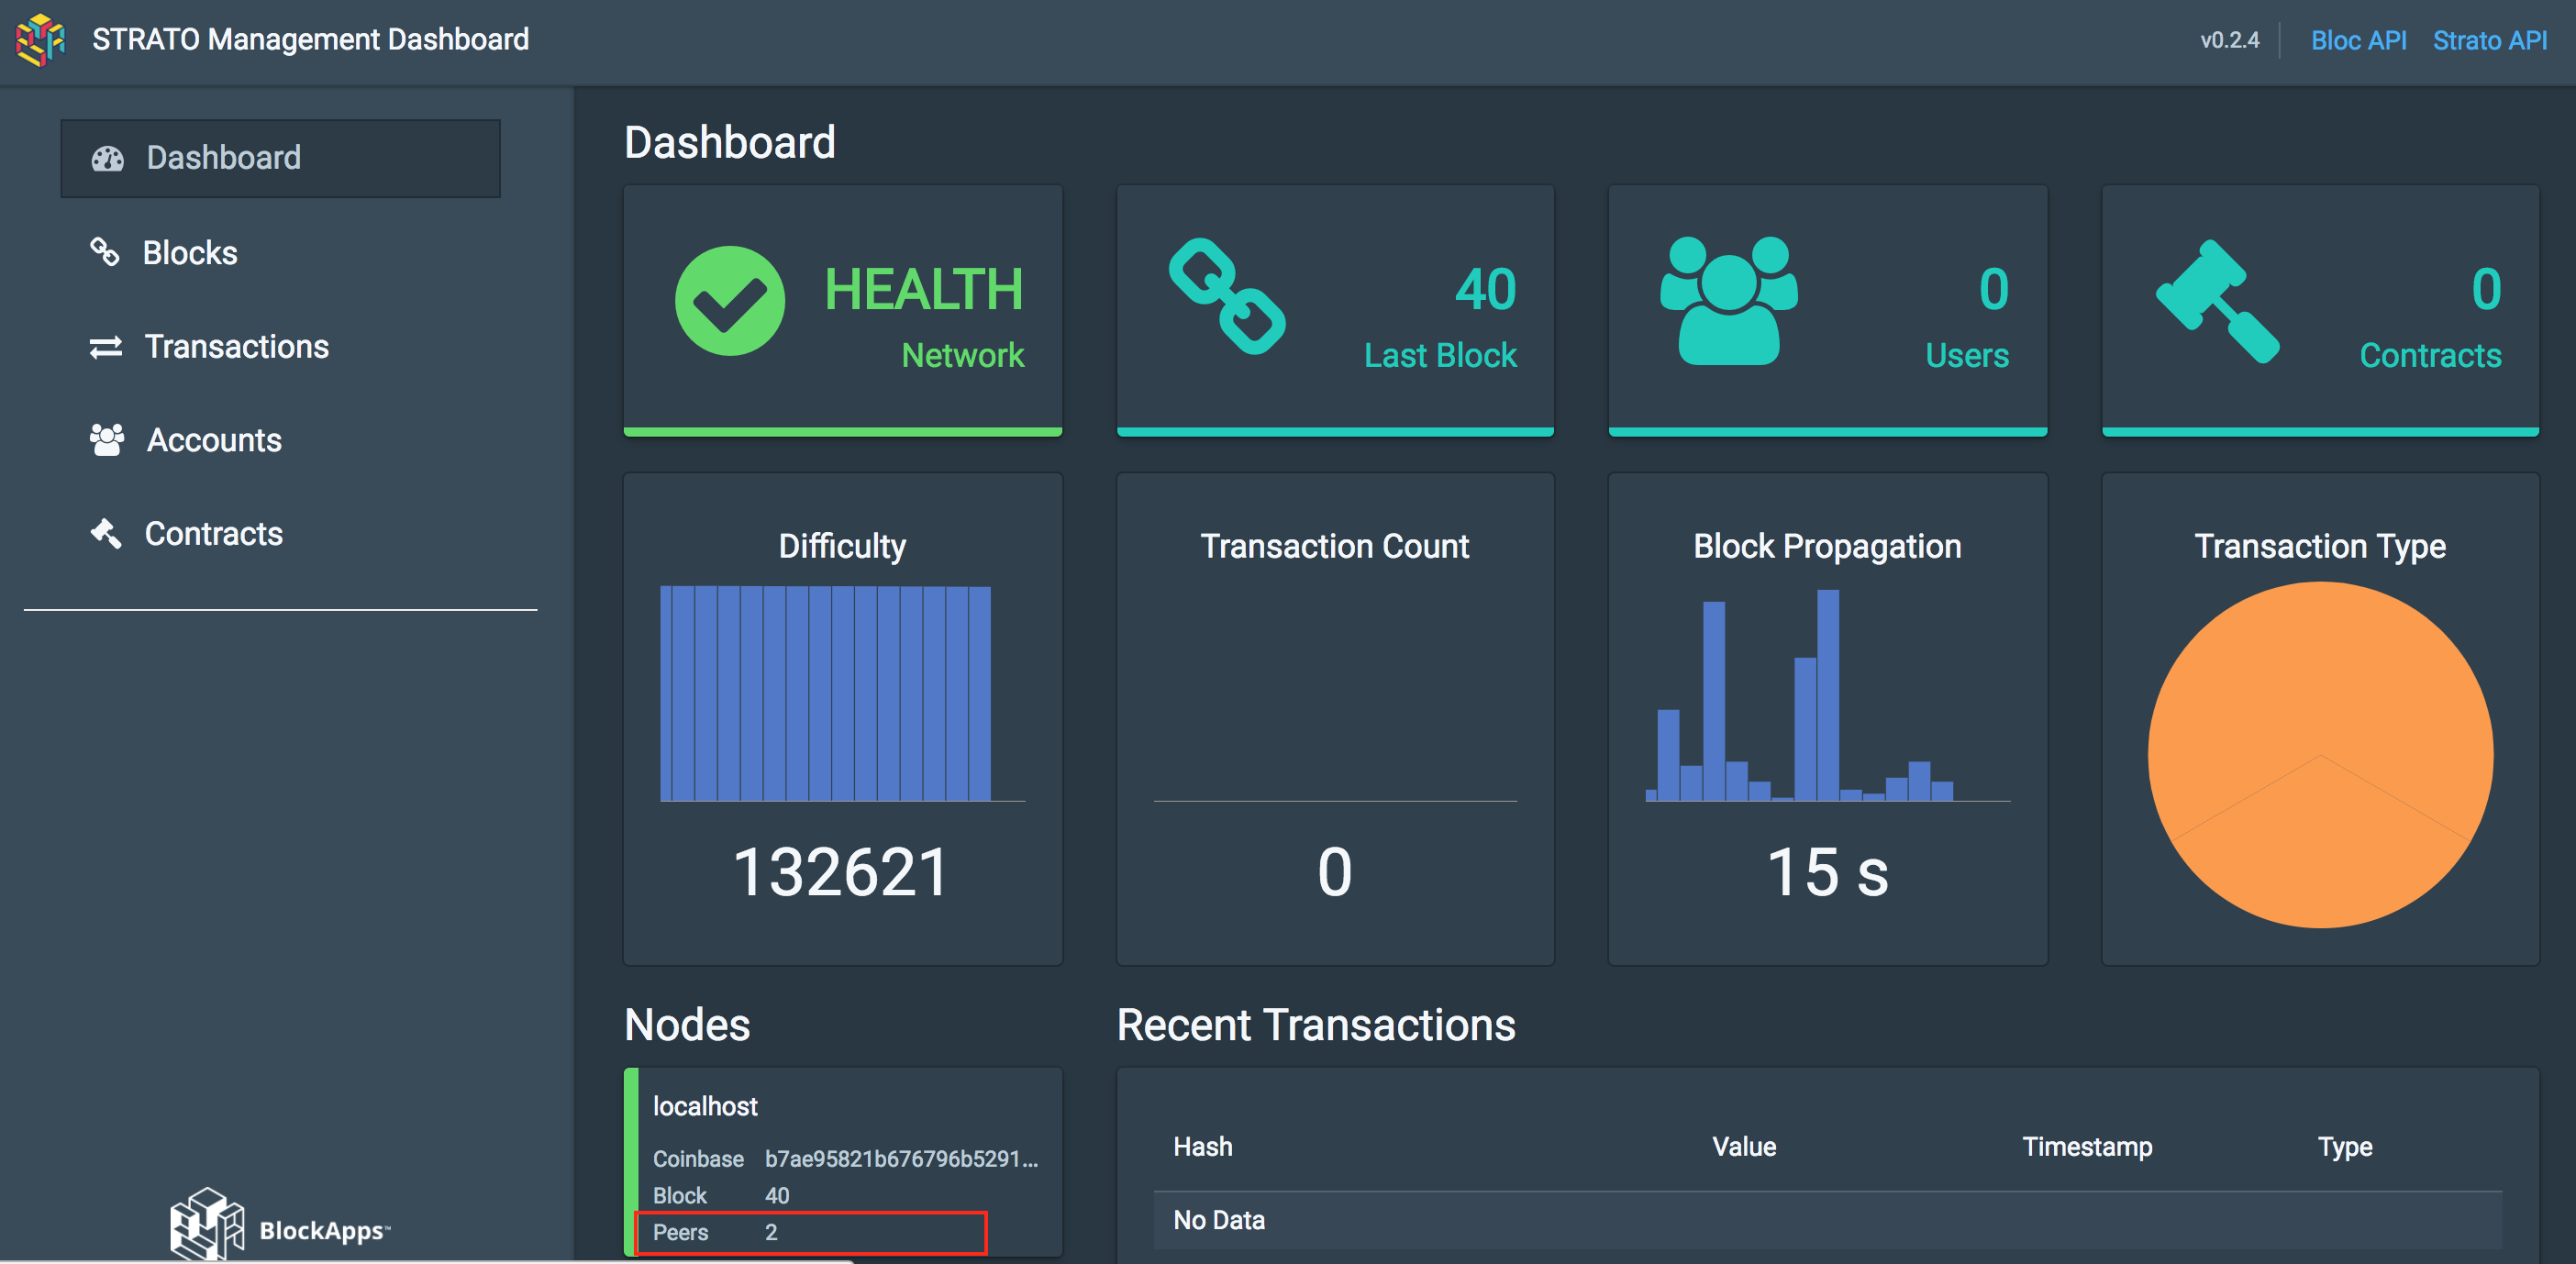 STRATO Management Dashboard
v0.2.4
Bloc API
Strato API
Dashboard
Blocks
Transactions
Accounts
Contracts
BlockApps™
Dashboard
HEALTH
Network
40
Last Block
0
Users
0
Contracts
Difficulty
132621
Transaction Count
0
Block Propagation
15 s
Transaction Type
Nodes
localhost
Coinbase b7ae95821b676796b5291...
Block 40
Peers 2
Recent Transactions
Hash Value Timestamp Type
No Data